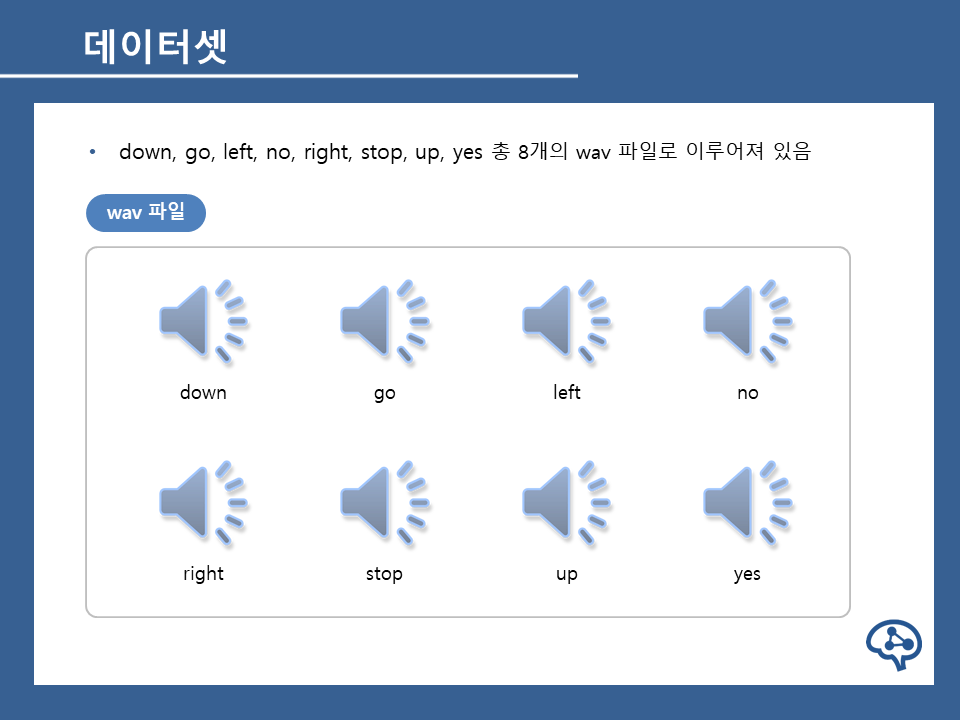 데이터셋
• down, go, left, no, right, stop, up, yes 총 8개의 wav 파일로 이루어져 있음
wav 파일
down go left no
right stop up yes